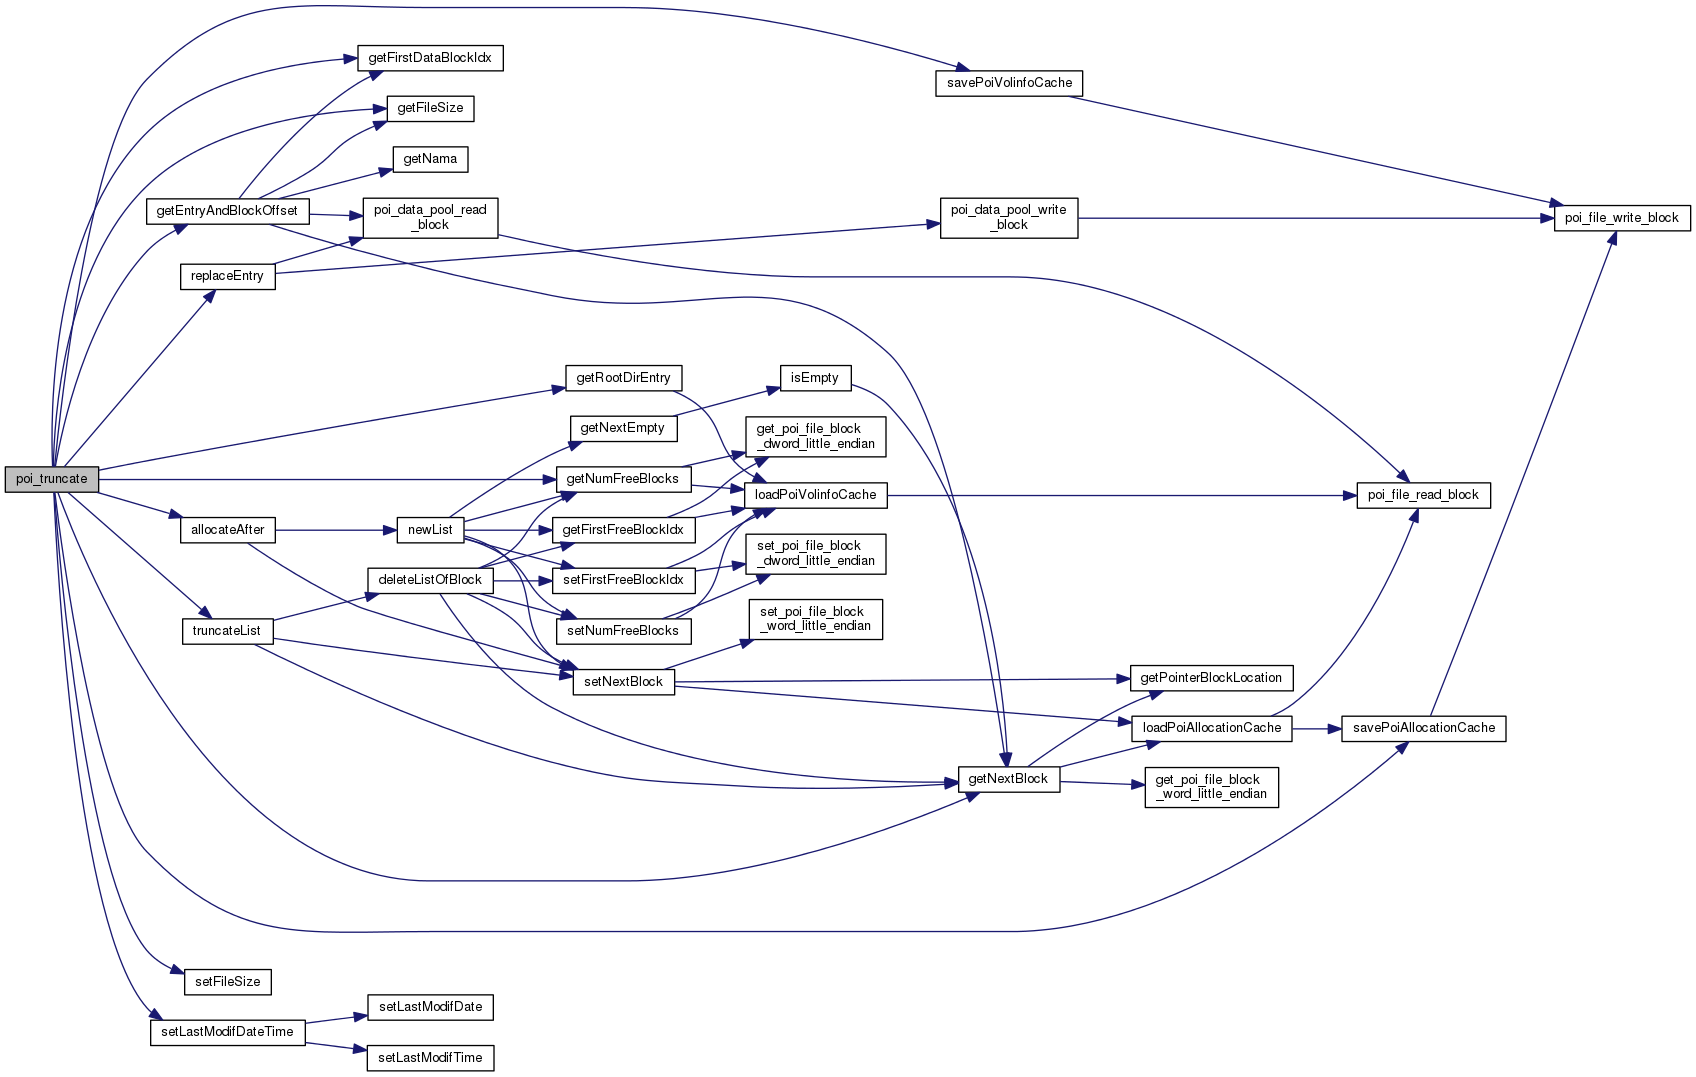 getFirstDataBlockIdx
savePoiVolinfoCache
getFileSize
getNama
getEntryAndBlockOffset
poi_data_pool_read
_block
poi_data_pool_write
_block
poi_file_write_block
replaceEntry
getRootDirEntry
isEmpty
getNextEmpty
get_poi_file_block
_dword_little_endian
poi_truncate
getNumFreeBlocks
loadPoiVolinfoCache
poi_file_read_block
allocateAfter
newList
getFirstFreeBlockIdx
set_poi_file_block
_dword_little_endian
deleteListOfBlock
setFirstFreeBlockIdx
set_poi_file_block
_word_little_endian
truncateList
setNumFreeBlocks
setNextBlock
getPointerBlockLocation
loadPoiAllocationCache
savePoiAllocationCache
getNextBlock
get_poi_file_block
_word_little_endian
setFileSize
setLastModifDateTime
setLastModifDate
setLastModifTime